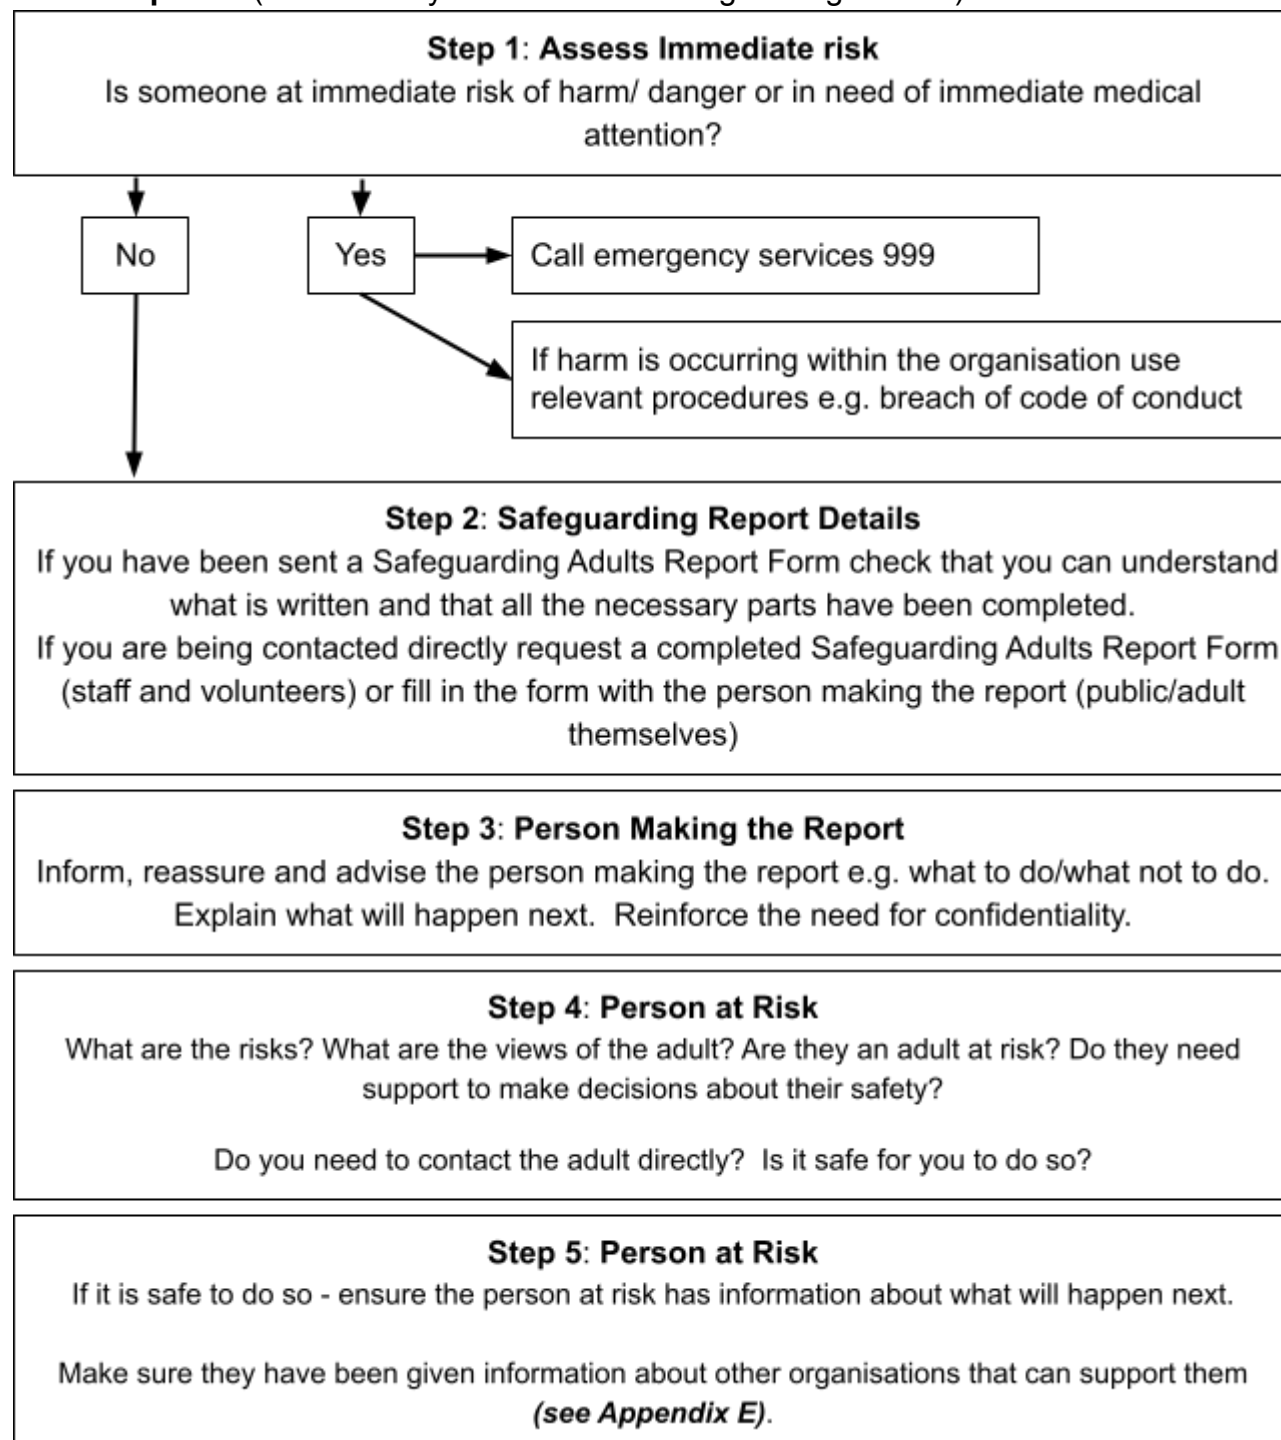 Step 1: Assess Immediate risk
Is someone at immediate risk of harm/ danger or in need of immediate medical
attention?
No
Yes
Call emergency services 999
If harm is occurring within the organisation use
relevant procedures e.g. breach of code of conduct
Step 2: Safeguarding Report Details
If you have been sent a Safeguarding Adults Report Form check that you can understand
what is written and that all the necessary parts have been completed.
If you are being contacted directly request a completed Safeguarding Adults Report Form
(staff and volunteers) or fill in the form with the person making the report (public/adult
themselves)
Step 3: Person Making the Report
Inform, reassure and advise the person making the report e.g. what to do/what not to do.
Explain what will happen next.  Reinforce the need for confidentiality.
Step 4: Person at Risk
What are the risks? What are the views of the adult? Are they an adult at risk? Do they need
support to make decisions about their safety?
Do you need to contact the adult directly?  Is it safe for you to do so?
Step 5: Person at Risk
If it is safe to do so - ensure the person at risk has information about what will happen next.
Make sure they have been given information about other organisations that can support them
(see Appendix E).